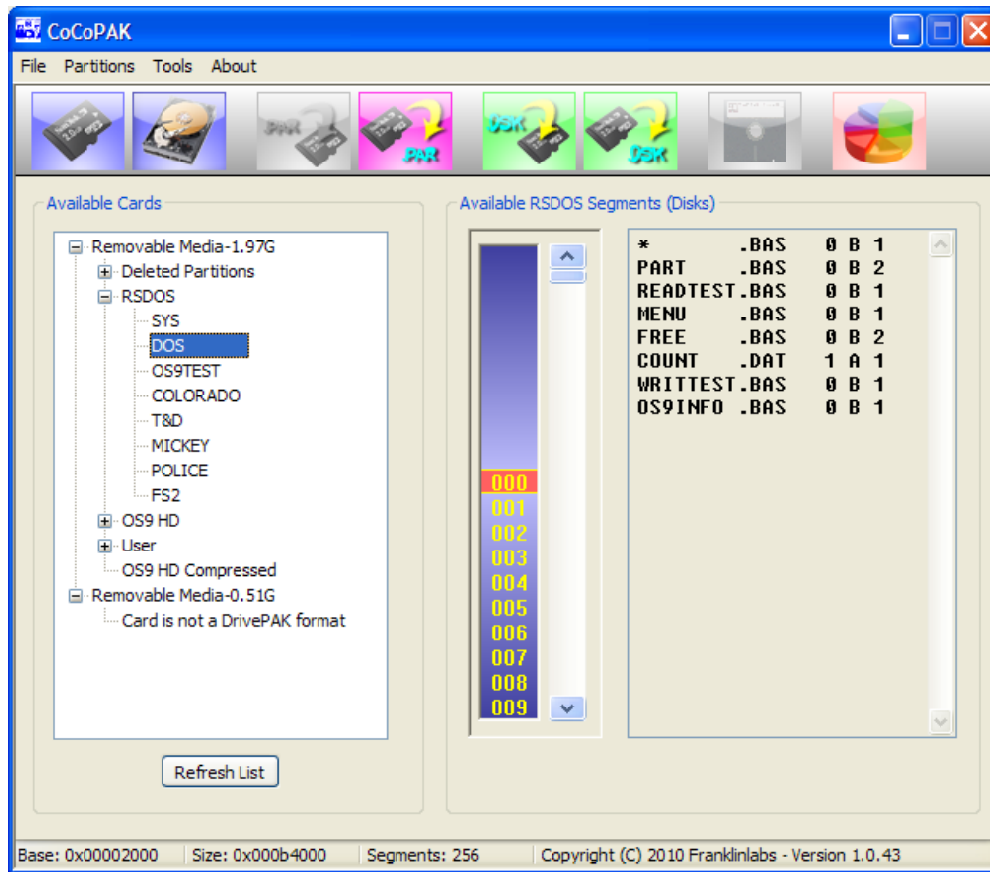 CoCoPAK
File Partitions Tools About
PAR
PAR
DSK
DSK
Available Cards
Removable Media-1.97G
Deleted Partitions
RSDOS
SYS
DOS
OS9TEST
COLORADO
T&D
MICKEY
POLICE
FS2
OS9 HD
User
OS9 HD Compressed
Removable Media-0.51G
Card is not a DrivePAK format
Refresh List
Available RSDOS Segments (Disks)
000
001
002
003
004
005
006
007
008
009
* .BAS 0 B 1
PART .BAS 0 B 2
READTEST.BAS 0 B 1
MENU .BAS 0 B 1
FREE .BAS 0 B 2
COUNT .DAT 1 A 1
WRITTEST.BAS 0 B 1
OS9INFO .BAS 0 B 1
Base: 0x00002000 Size: 0x000b4000 Segments: 256 Copyright (C) 2010 Franklinlabs - Version 1.0.43